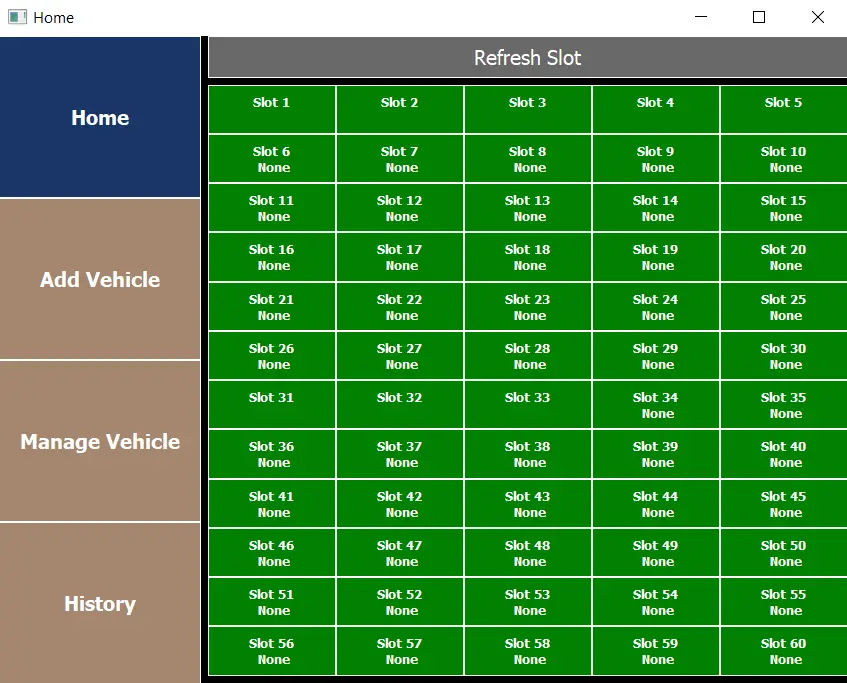 Home
Home
Add Vehicle
Manage Vehicle
History
Refresh Slot
Slot 1 Slot 2 Slot 3 Slot 4 Slot 5
Slot 6 Slot 7 Slot 8 Slot 9 Slot 10
None None None None None
Slot 11 Slot 12 Slot 13 Slot 14 Slot 15
None None None None None
Slot 16 Slot 17 Slot 18 Slot 19 Slot 20
None None None None None
Slot 21 Slot 22 Slot 23 Slot 24 Slot 25
None None None None None
Slot 26 Slot 27 Slot 28 Slot 29 Slot 30
None None None None None
Slot 31 Slot 32 Slot 33 Slot 34 Slot 35
None None
Slot 36 Slot 37 Slot 38 Slot 39 Slot 40
None None None None None
Slot 41 Slot 42 Slot 43 Slot 44 Slot 45
None None None None None
Slot 46 Slot 47 Slot 48 Slot 49 Slot 50
None None None None None
Slot 51 Slot 52 Slot 53 Slot 54 Slot 55
None None None None None
Slot 56 Slot 57 Slot 58 Slot 59 Slot 60
None None None None None